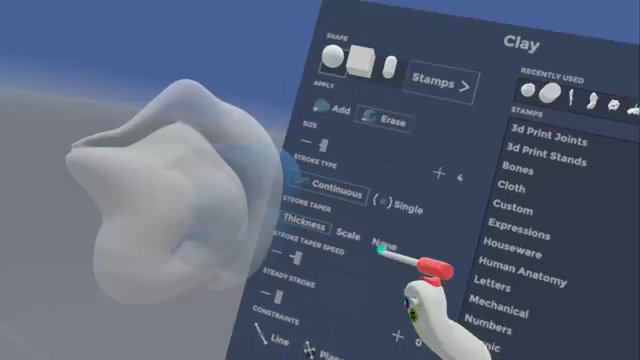 Clay
SHAPE
Stamps >
APPLY
Add
Erase
SIZE
4
STROKE TYPE
Continuous
Single
STROKE TAPER
Thickness
Scale
None
STROKE TAPER SPEED
STEADY STROKE
0
CONSTRAINTS
Line
RECENTLY USED
STAMPS
3d Print Joints
3d Print Stands
Bones
Cloth
Custom
Expressions
Houseware
Human Anatomy
Letters
Mechanical
Numbers